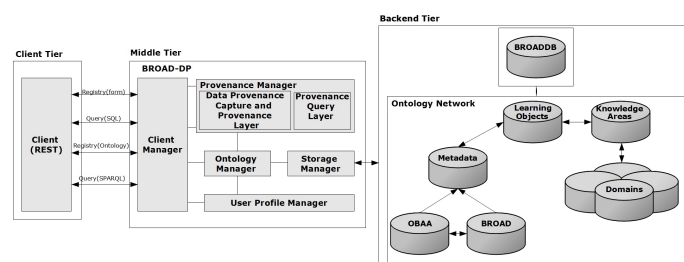 Backend Tier
Client Tier
Middle Tier
BROAD-DP
BROADDB
Provenance Manager
Data Provenance
Capture and
Provenance
Layer
Provenance
Query
Layer
Registry(form)
Query(SQL)
Registry(Ontology)
Query(SPARQL)
Client
(REST)
Client
Manager
Ontology
Manager
Storage
Manager
User Profile Manager
Ontology Network
Learning
Objects
Knowledge
Areas
Metadata
Domains
OBAA
BROAD